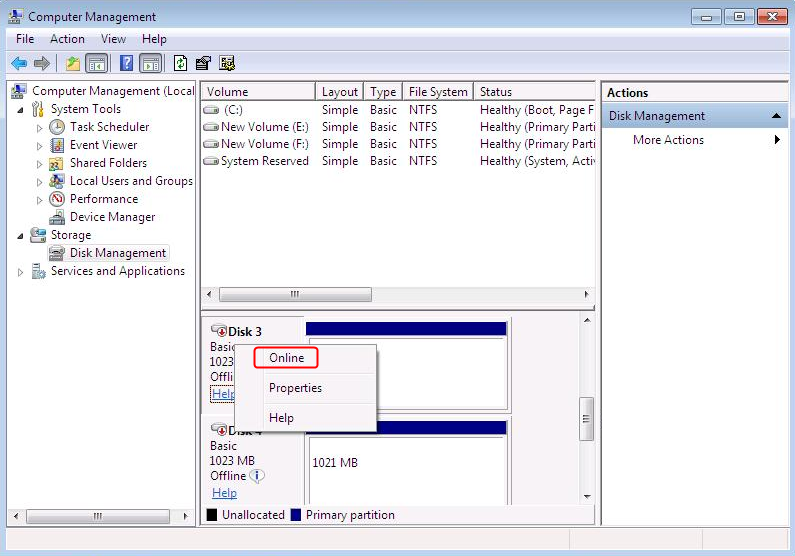 Computer Management
File Action View Help
Computer Management (Local
System Tools
Task Scheduler
Event Viewer
Shared Folders
Local Users and Groups
Performance
Device Manager
Storage
Disk Management
Services and Applications
Volume Layout Type File System Status
(C:) Simple Basic NTFS Healthy (Boot, Page F
New Volume (E:) Simple Basic NTFS Healthy (Primary Parti
New Volume (F:) Simple Basic NTFS Healthy (Primary Parti
System Reserved Simple Basic NTFS Healthy (System, Activ
Disk 3
Basic
1023
Offli
Help
Online
Properties
Help
Disk 4
Basic
1023 MB
Offline
Help
1021 MB
Unallocated Primary partition
Actions
Disk Management
More Actions